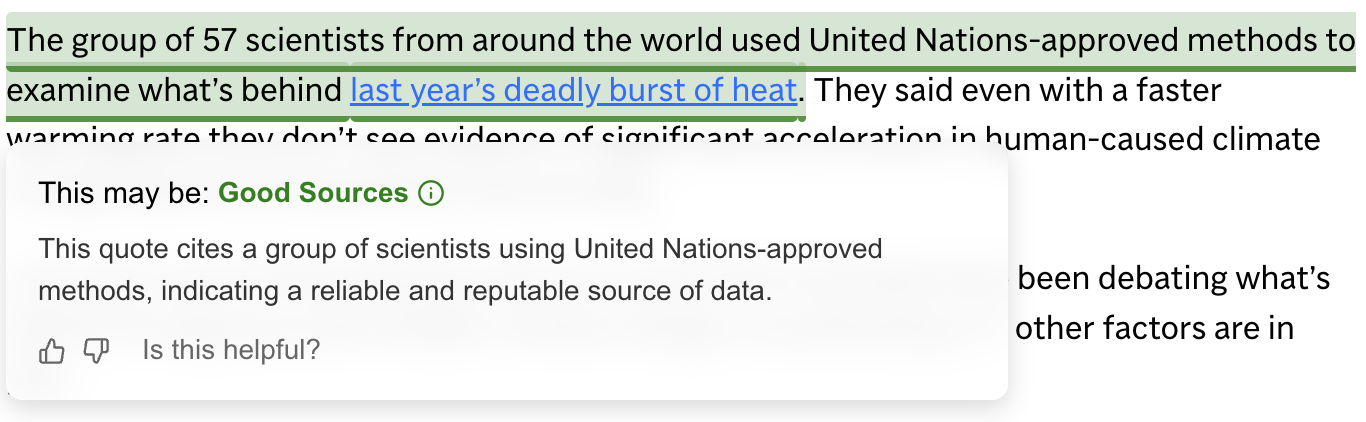 The group of 57 scientists from around the world used United Nations-approved methods to
examine what’s behind last year’s deadly burst of heat. They said even with a faster
warming rate they don’t see evidence of significant acceleration in human-caused climate
This may be: Good Sources
This quote cites a group of scientists using United Nations-approved
methods, indicating a reliable and reputable source of data.
been debating what’s
other factors are in
Is this helpful?